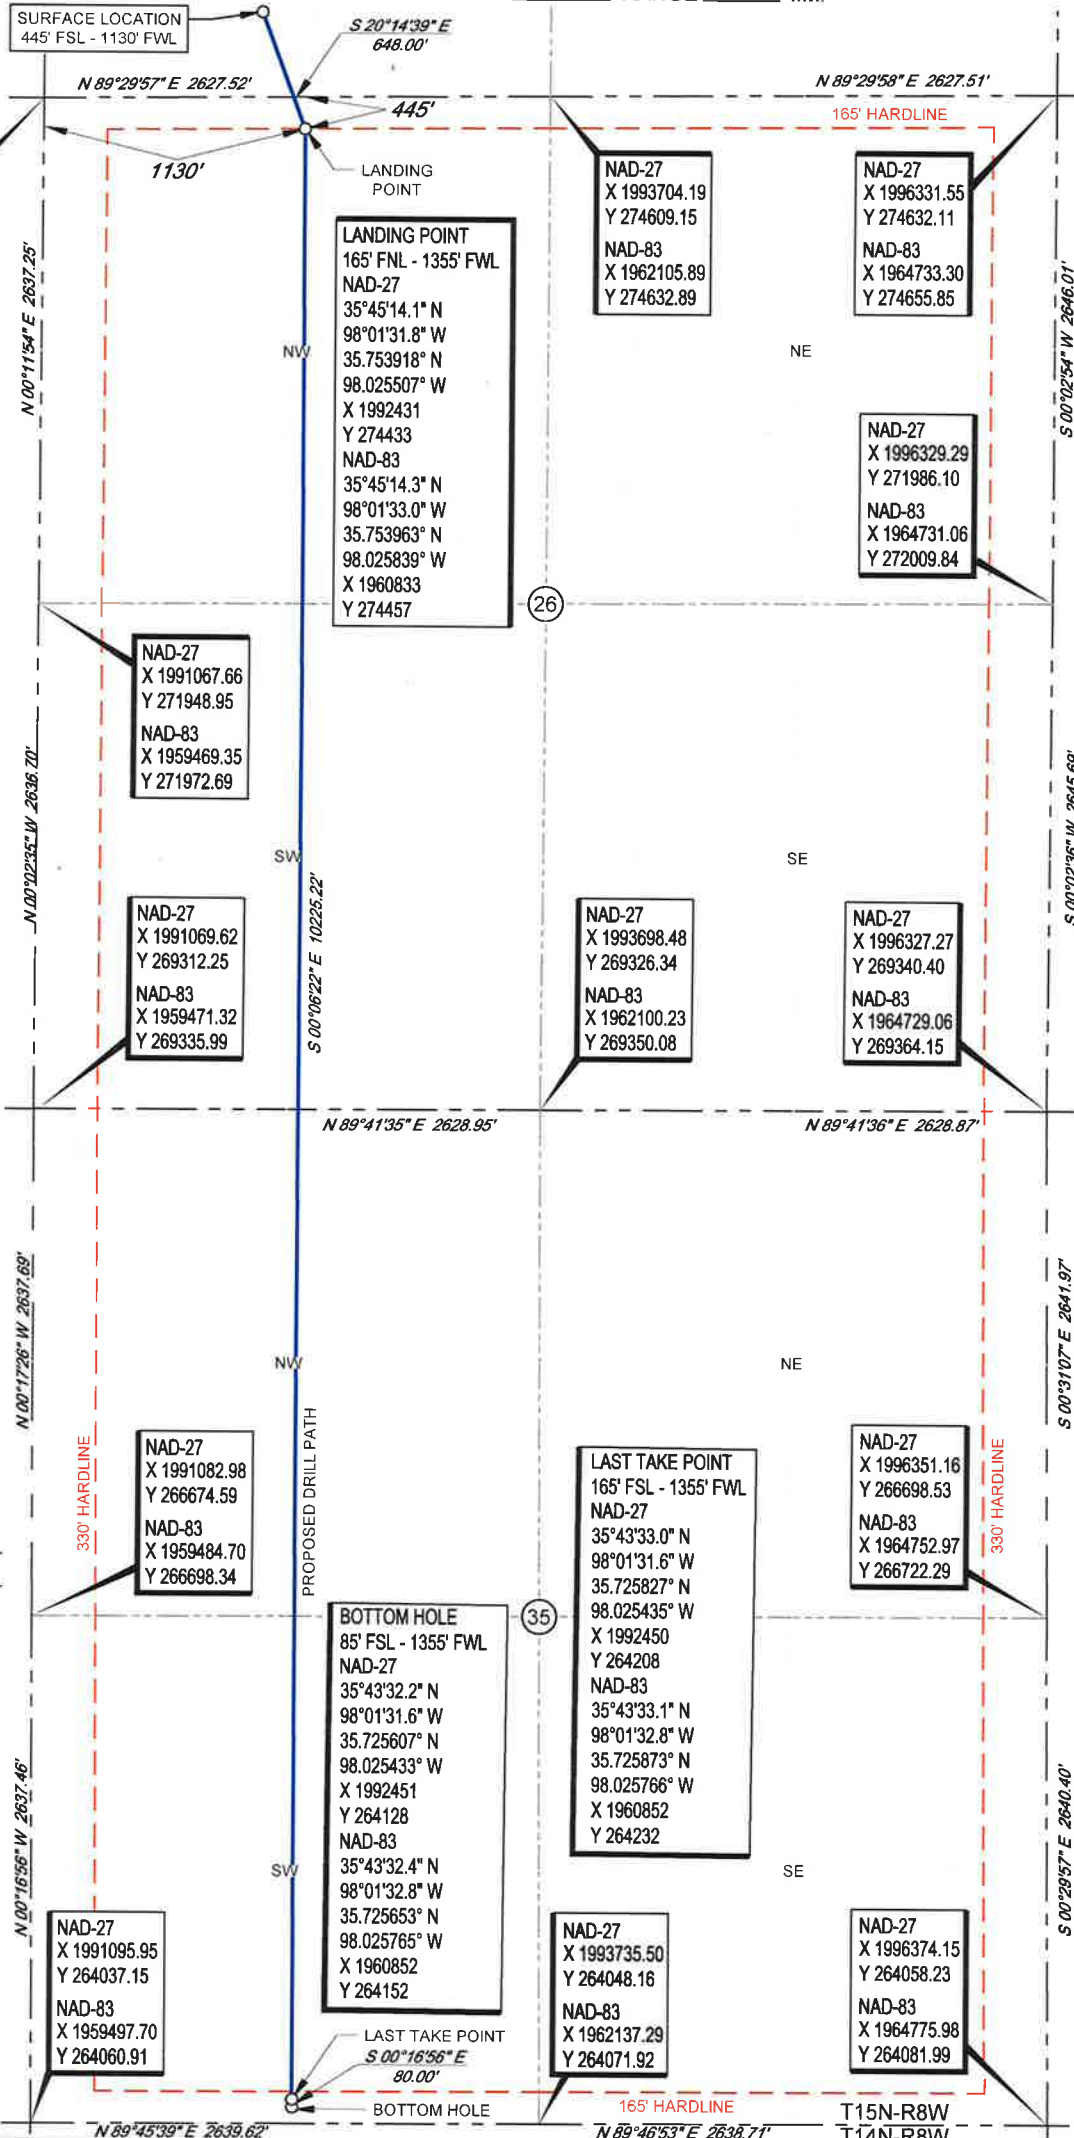 SURFACE LOCATION
445' FSL - 1130' FWL
S 20°14'39" E
648.00'
N 89°29'57" E 2627.52'
N 89°29'58" E 2627.51'
445'
165' HARDLINE
1130'
LANDING
POINT
NAD-27
X 1993704.19
Y 274609.15
NAD-83
X 1962105.89
Y 274632.89
NAD-27
X 1996331.55
Y 274632.11
NAD-83
X 1964733.30
Y 274655.85
LANDING POINT
165' FNL - 1355' FWL
NAD-27
35°45'14.1" N
98°01'31.8" W
35.753918° N
98.025507° W
X 1992431
Y 274433
NAD-83
35°45'14.3" N
98°01'33.0" W
35.753963° N
98.025839° W
X 1960833
Y 274457
N 00°11'54" E 2637.25'
S 00°02'54" W 2646.01'
NW
NE
NAD-27
X 1996329.29
Y 271986.10
NAD-83
X 1964731.06
Y 272009.84
26
NAD-27
X 1991067.66
Y 271948.95
NAD-83
X 1959469.35
Y 271972.69
N 00°02'35" W 2636.70'
S 00°02'36" W 2645.69'
SW
SE
S 00°06'22" E 10225.22'
NAD-27
X 1991069.62
Y 269312.25
NAD-83
X 1959471.32
Y 269335.99
NAD-27
X 1993698.48
Y 269326.34
NAD-83
X 1962100.23
Y 269350.08
NAD-27
X 1996327.27
Y 269340.40
NAD-83
X 1964729.06
Y 269364.15
N 89°41'35" E 2628.95'
N 89°41'36" E 2628.87'
N 00°17'26" W 2637.69'
S 00°31'07" E 2641.97'
NW
NE
PROPOSED DRILL PATH
330' HARDLINE
330' HARDLINE
NAD-27
X 1991082.98
Y 266674.59
NAD-83
X 1959484.70
Y 266698.34
LAST TAKE POINT
165' FSL - 1355' FWL
NAD-27
35°43'33.0" N
98°01'31.6" W
35.725827° N
98.025435° W
X 1992450
Y 264208
NAD-83
35°43'33.1" N
98°01'32.8" W
35.725873° N
98.025766° W
X 1960852
Y 264232
NAD-27
X 1996351.16
Y 266698.53
NAD-83
X 1964752.97
Y 266722.29
35
BOTTOM HOLE
85' FSL - 1355' FWL
NAD-27
35°43'32.2" N
98°01'31.6" W
35.725607° N
98.025433° W
X 1992451
Y 264128
NAD-83
35°43'32.4" N
98°01'32.8" W
35.725653° N
98.025765° W
X 1960852
Y 264152
N 00°16'56" W 2637.46'
S 00°29'57" E 2640.40'
SW
SE
NAD-27
X 1991095.95
Y 264037.15
NAD-83
X 1959497.70
Y 264060.91
NAD-27
X 1993735.50
Y 264048.16
NAD-83
X 1962137.29
Y 264071.92
NAD-27
X 1996374.15
Y 264058.23
NAD-83
X 1964775.98
Y 264081.99
LAST TAKE POINT
S 00°16'56" E
80.00'
BOTTOM HOLE
165' HARDLINE
T15N-R8W
N 89°45'39" E 2639.62'
N 89°46'53" E 2638.71'
T14N-R8W